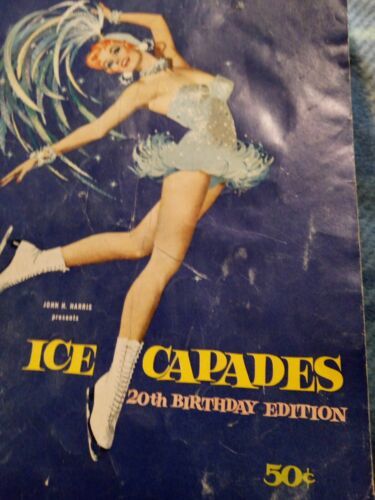 JOHN H. HARRIS
presents
ICE CAPADES
20th BIRTHDAY EDITION
50¢